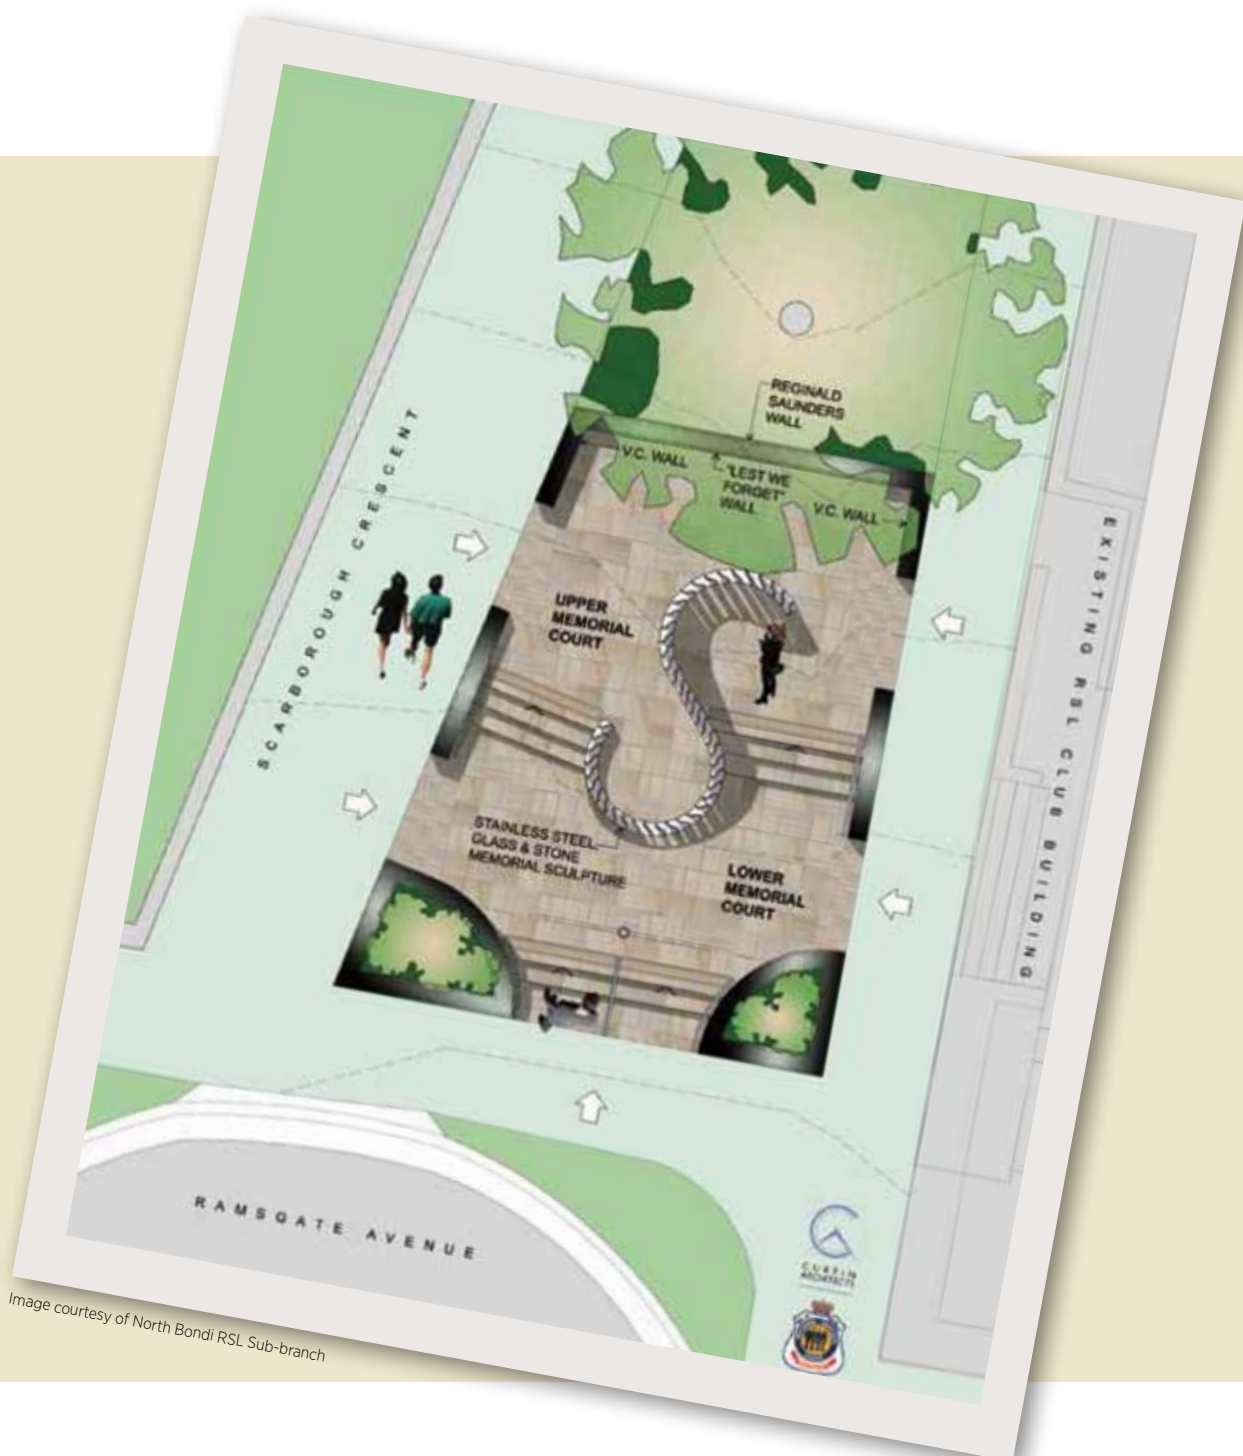 REGINALD
SAUNDERS
WALL
V.C. WALL
"LEST WE
FORGET"
WALL
V.C. WALL
SCARBOROUGH CRESCENT
EXISTING RSL CLUB BUILDING
UPPER
MEMORIAL
COURT
STAINLESS STEEL
GLASS & STONE
MEMORIAL SCULPTURE
LOWER
MEMORIAL
COURT
RAMSGATE AVENUE
CURTIN
ARCHITECTS
Image courtesy of North Bondi RSL Sub-branch